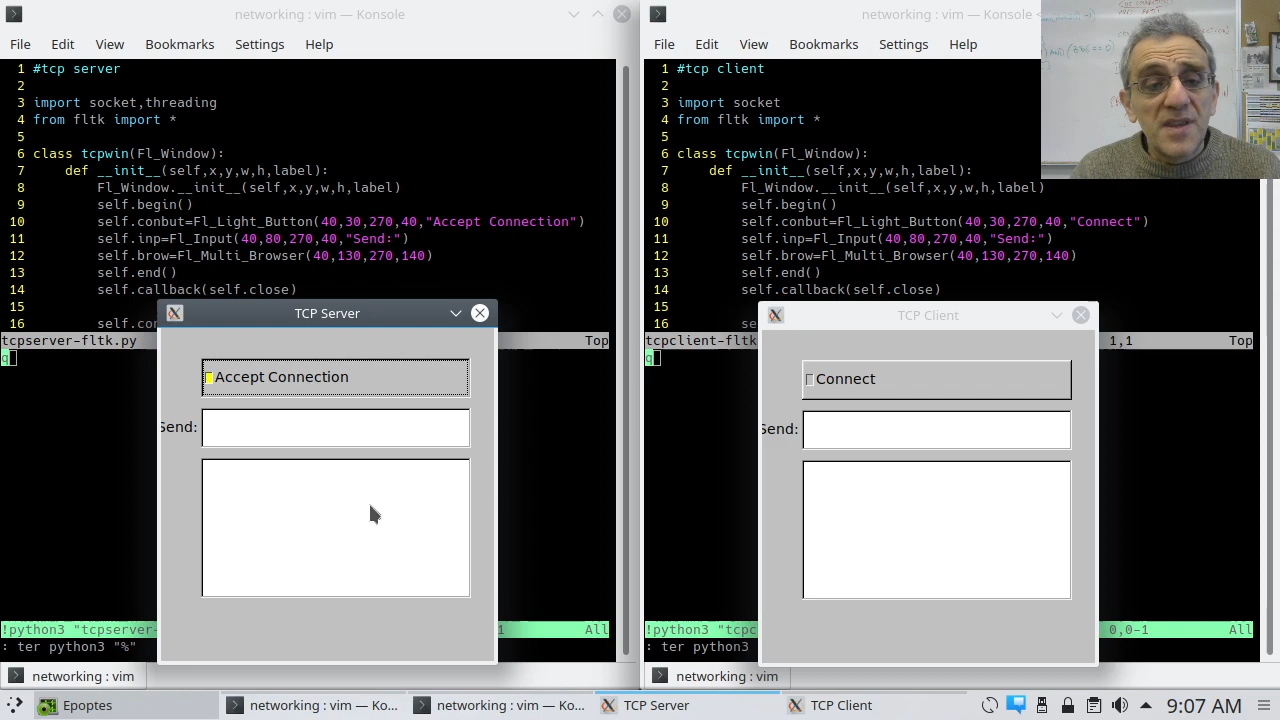 networking : vim — Konsole
File Edit View Bookmarks Settings Help
1 #tcp server
2
3 import socket,threading
4 from fltk import *
5
6 class tcpwin(Fl_Window):
7     def __init__(self,x,y,w,h,label):
8         Fl_Window.__init__(self,x,y,w,h,label)
9         self.begin()
10         self.conbut=Fl_Light_Button(40,30,270,40,"Accept Connection")
11         self.inp=Fl_Input(40,80,270,40,"Send:")
12         self.brow=Fl_Multi_Browser(40,130,270,140)
13         self.end()
14         self.callback(self.close)
15
16         self.con
tcpserver-fltk.py Top
q
!python3 "tcpserver- 1 All
: ter python3 "%"
networking : vim
TCP Server
Accept Connection
Send:
networking : vim — Konsole
File Edit View Bookmarks Settings Help
1 #tcp client
2
3 import socket
4 from fltk import *
5
6 class tcpwin(Fl_Window):
7     def __init__(self,x,y,w,h,label):
8         Fl_Window.__init__(self,x,y,w,h,label)
9         self.begin()
10         self.conbut=Fl_Light_Button(40,30,270,40,"Connect")
11         self.inp=Fl_Input(40,80,270,40,"Send:")
12         self.brow=Fl_Multi_Browser(40,130,270,140)
13         self.end()
14         self.callback(self.close)
15
16         se
tcpclient-fltk 1,1 Top
q
!python3 "tcpc 0,0-1 All
: ter python3
networking : vim
TCP Client
Connect
Send:
Epoptes
networking : vim — Ko...
networking : vim — Ko...
TCP Server
TCP Client
9:07 AM